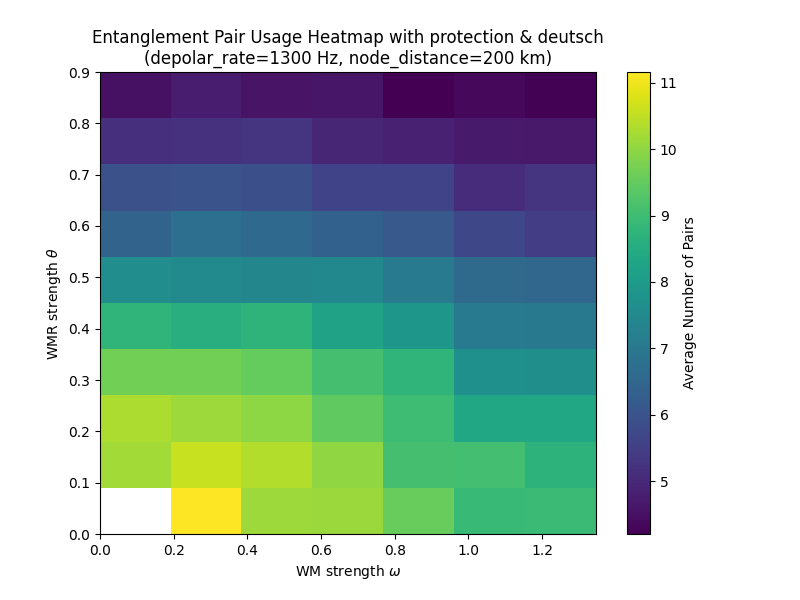 Entanglement Pair Usage Heatmap with protection & deutsch
(depolar_rate=1300 Hz, node_distance=200 km)
0.9
0.8
0.7
0.6
0.5
0.4
0.3
0.2
0.1
0.0
WMR strength θ
0.0 0.2 0.4 0.6 0.8 1.0 1.2
WM strength ω
11
10
9
8
7
6
5
Average Number of Pairs